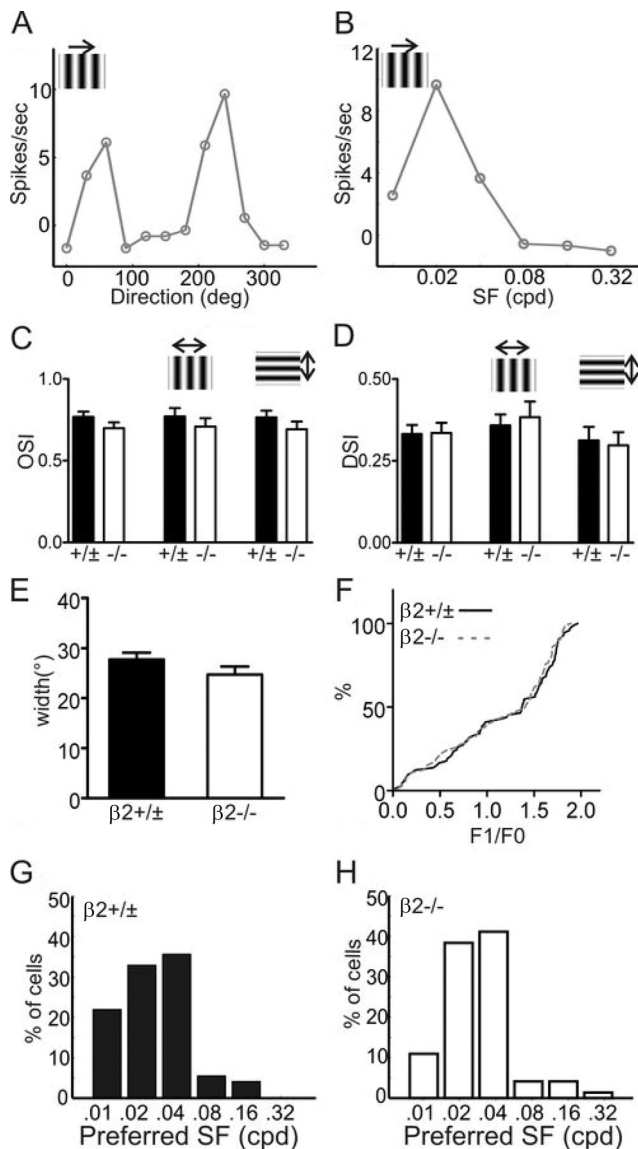 A
Spikes/sec
10
5
0
0 100 200 300
Direction (deg)
B
Spikes/sec
12
8
4
0
0.02 0.08 0.32
SF (cpd)
C
OSI
1.0
0.5
0.0
+/± -/- +/± -/- +/± -/-
D
DSI
0.50
0.25
0.00
+/± -/- +/± -/- +/± -/-
E
width(°)
40
30
20
10
0
β2+/± β2-/-
F
β2+/±
β2-/-
%
100
50
0
0.0 0.5 1.0 1.5 2.0
F1/F0
G
β2+/±
% of cells
50
40
30
20
10
0
.01 .02 .04 .08 .16 .32
Preferred SF (cpd)
H
β2-/-
% of cells
50
40
30
20
10
0
.01 .02 .04 .08 .16 .32
Preferred SF (cpd)